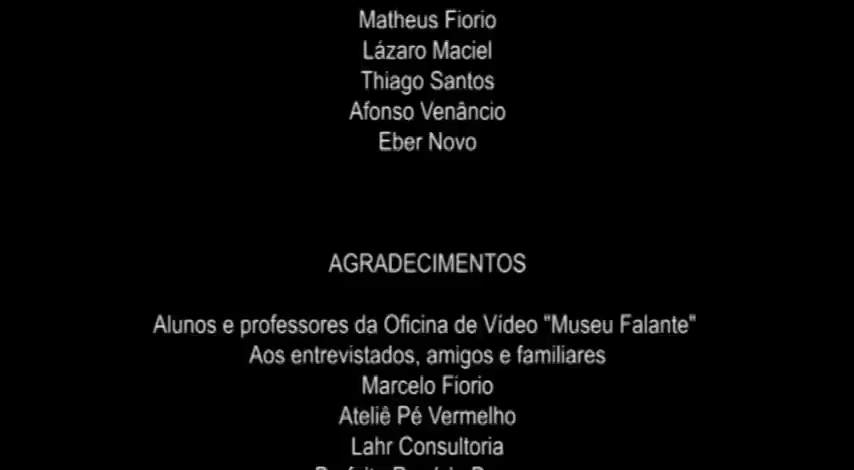 Matheus Fiorio
Lázaro Maciel
Thiago Santos
Afonso Venâncio
Eber Novo
AGRADECIMENTOS
Alunos e professores da Oficina de Vídeo "Museu Falante"
Aos entrevistados, amigos e familiares
Marcelo Fiorio
Ateliê Pé Vermelho
Lahr Consultoria